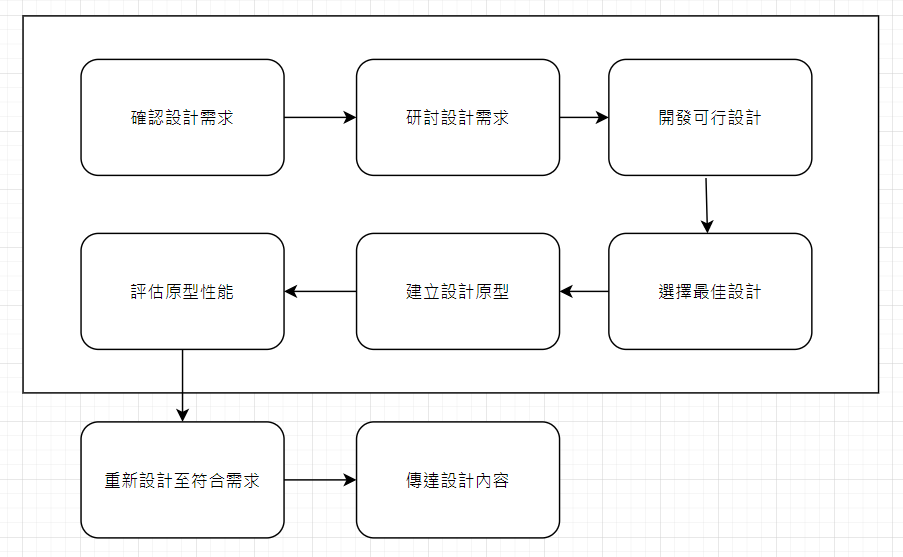 確認設計需求
研討設計需求
開發可行設計
選擇最佳設計
建立設計原型
評估原型性能
重新設計至符合需求
傳達設計內容